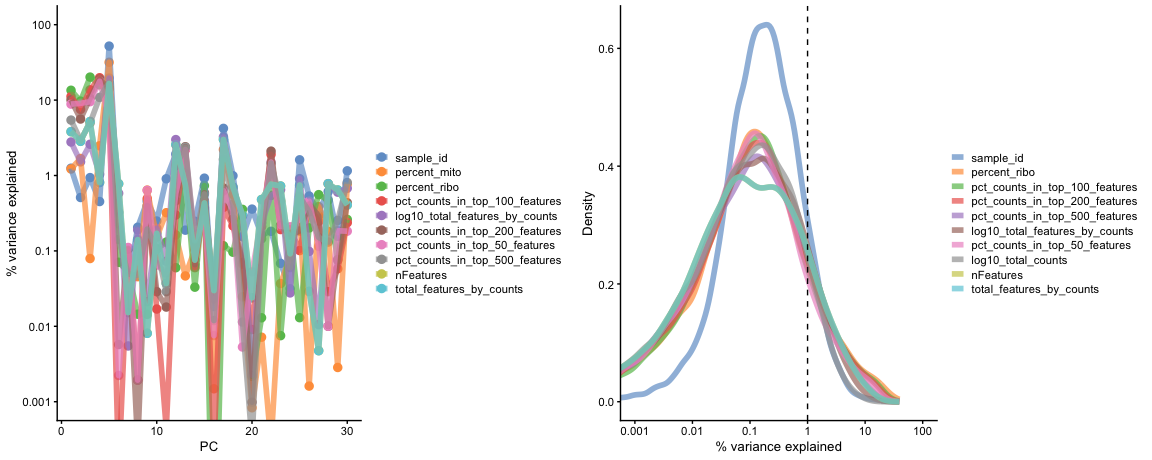 100
10
1
0.1
0.01
0.001
% variance explained
0
10
20
30
PC
sample_id
percent_mito
percent_ribo
pct_counts_in_top_100_features
log10_total_features_by_counts
pct_counts_in_top_200_features
pct_counts_in_top_50_features
pct_counts_in_top_500_features
nFeatures
total_features_by_counts
0.6
0.4
0.2
0.0
Density
0.001
0.01
0.1
1
10
100
% variance explained
sample_id
percent_ribo
pct_counts_in_top_100_features
pct_counts_in_top_200_features
pct_counts_in_top_500_features
log10_total_features_by_counts
pct_counts_in_top_50_features
log10_total_counts
nFeatures
total_features_by_counts